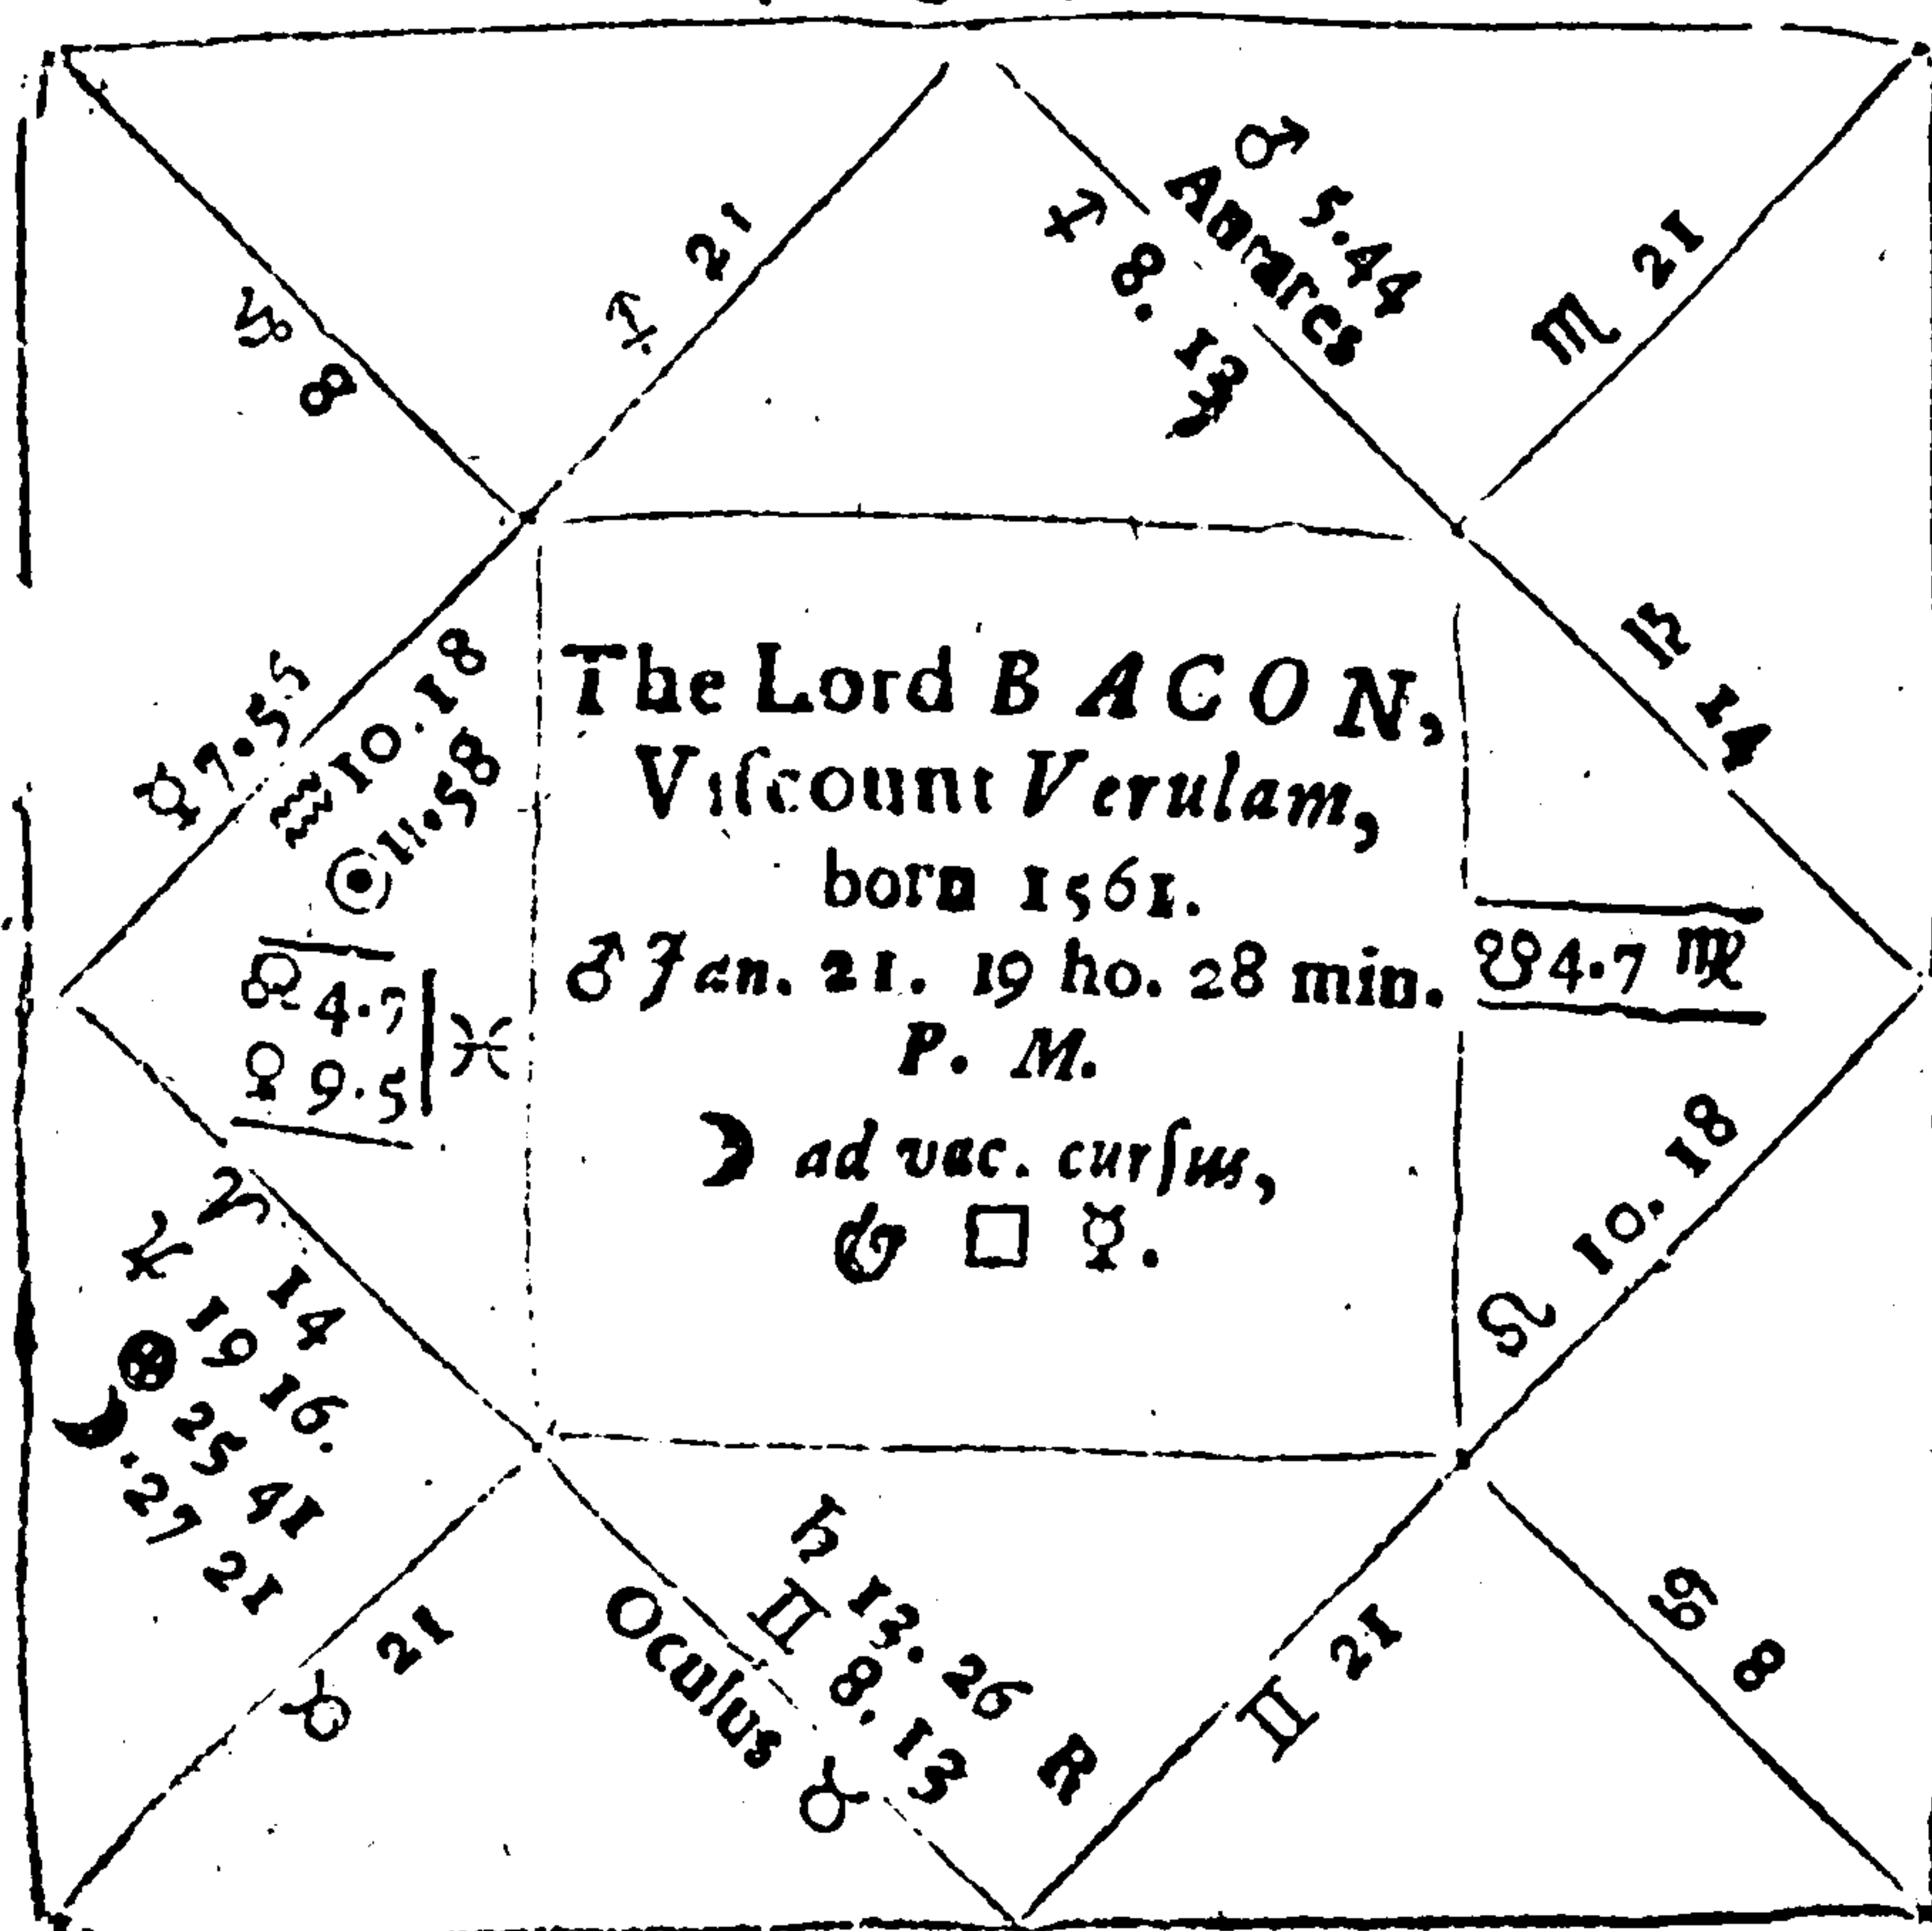 ♂ 5.44
Antares
♐ 8. 13
♏ 21
♐ 21
♑ 8
♎ 14
☿ 7.55
♒ 10.18
☉ 11.58
The Lord BACON,
Viſcount Verulam,
born 1561.
♂ Jan. 21. 19 ho. 28 min.
P. M.
☽ ad vac. curſus,
& □ ☿.
☊ 4.7
♀ 9.5
♓
☋ 4.7 ♍
♌ 10. 18
♈ 14
♃ 19 16.
⊗ 25 41
☽ 27 21
♉ 21
♄ 13. 26 R
♊ 8. 13
Oculus ♉
♊ 21
♋ 8